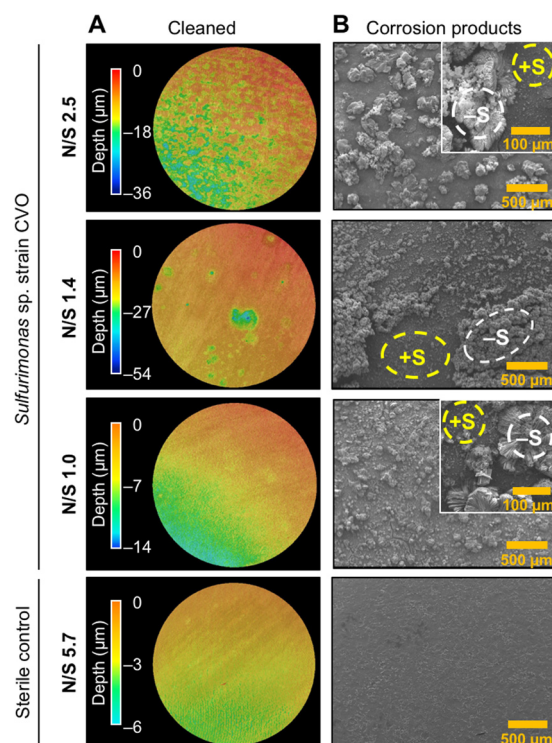 A Cleaned
B Corrosion products
Sulfurimonas sp. strain CVO
N/S 2.5
Depth (µm)
0
–18
–36
+S
–S
100 µm
500 µm
N/S 1.4
Depth (µm)
0
–27
–54
+S
–S
500 µm
N/S 1.0
Depth (µm)
0
–7
–14
+S
–S
100 µm
500 µm
Sterile control
N/S 5.7
Depth (µm)
0
–3
–6
500 µm